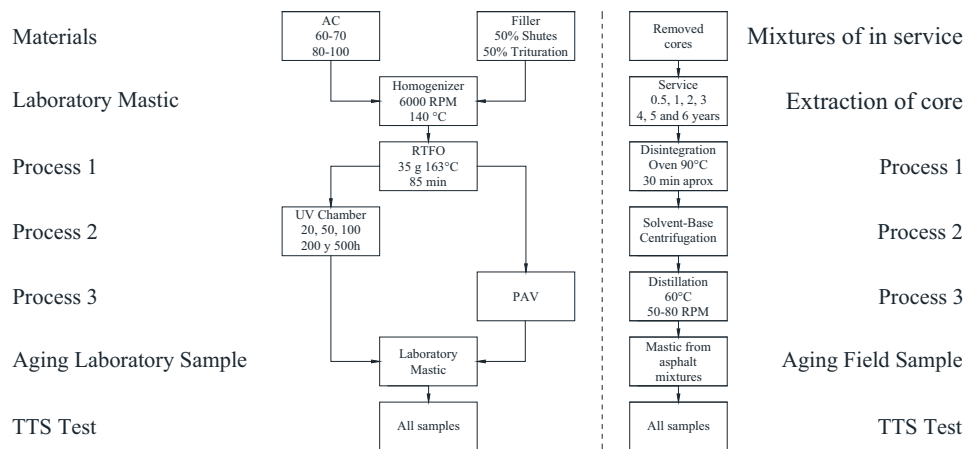 Materials
AC
60-70
80-100
Filler
50% Shutes
50% Trituration
Removed
cores
Mixtures of in service
Laboratory Mastic
Homogenizer
6000 RPM
140 °C
Service
0.5, 1, 2, 3
4, 5 and 6 years
Extraction of core
Process 1
RTFO
35 g 163°C
85 min
Disintegration
Oven 90°C
30 min aprox
Process 1
Process 2
UV Chamber
20, 50, 100
200 y 500h
Solvent-Base
Centrifugation
Process 2
Process 3
PAV
Distillation
60°C
50-80 RPM
Process 3
Aging Laboratory Sample
Laboratory
Mastic
Mastic from
asphalt
mixtures
Aging Field Sample
TTS Test
All samples
All samples
TTS Test